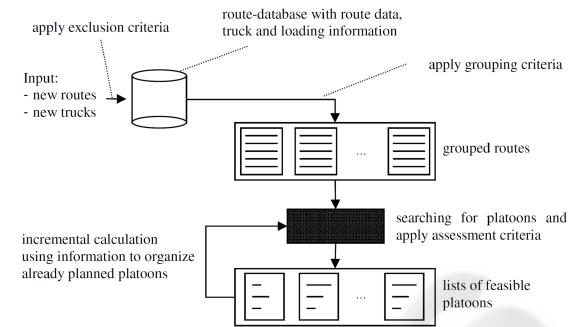 apply exclusion criteria
route-database with route data,
truck and loading information
Input:
- new routes
- new trucks
apply grouping criteria
...
grouped routes
searching for platoons and
apply assessment criteria
incremental calculation
using information to organize
already planned platoons
...
lists of feasible
platoons